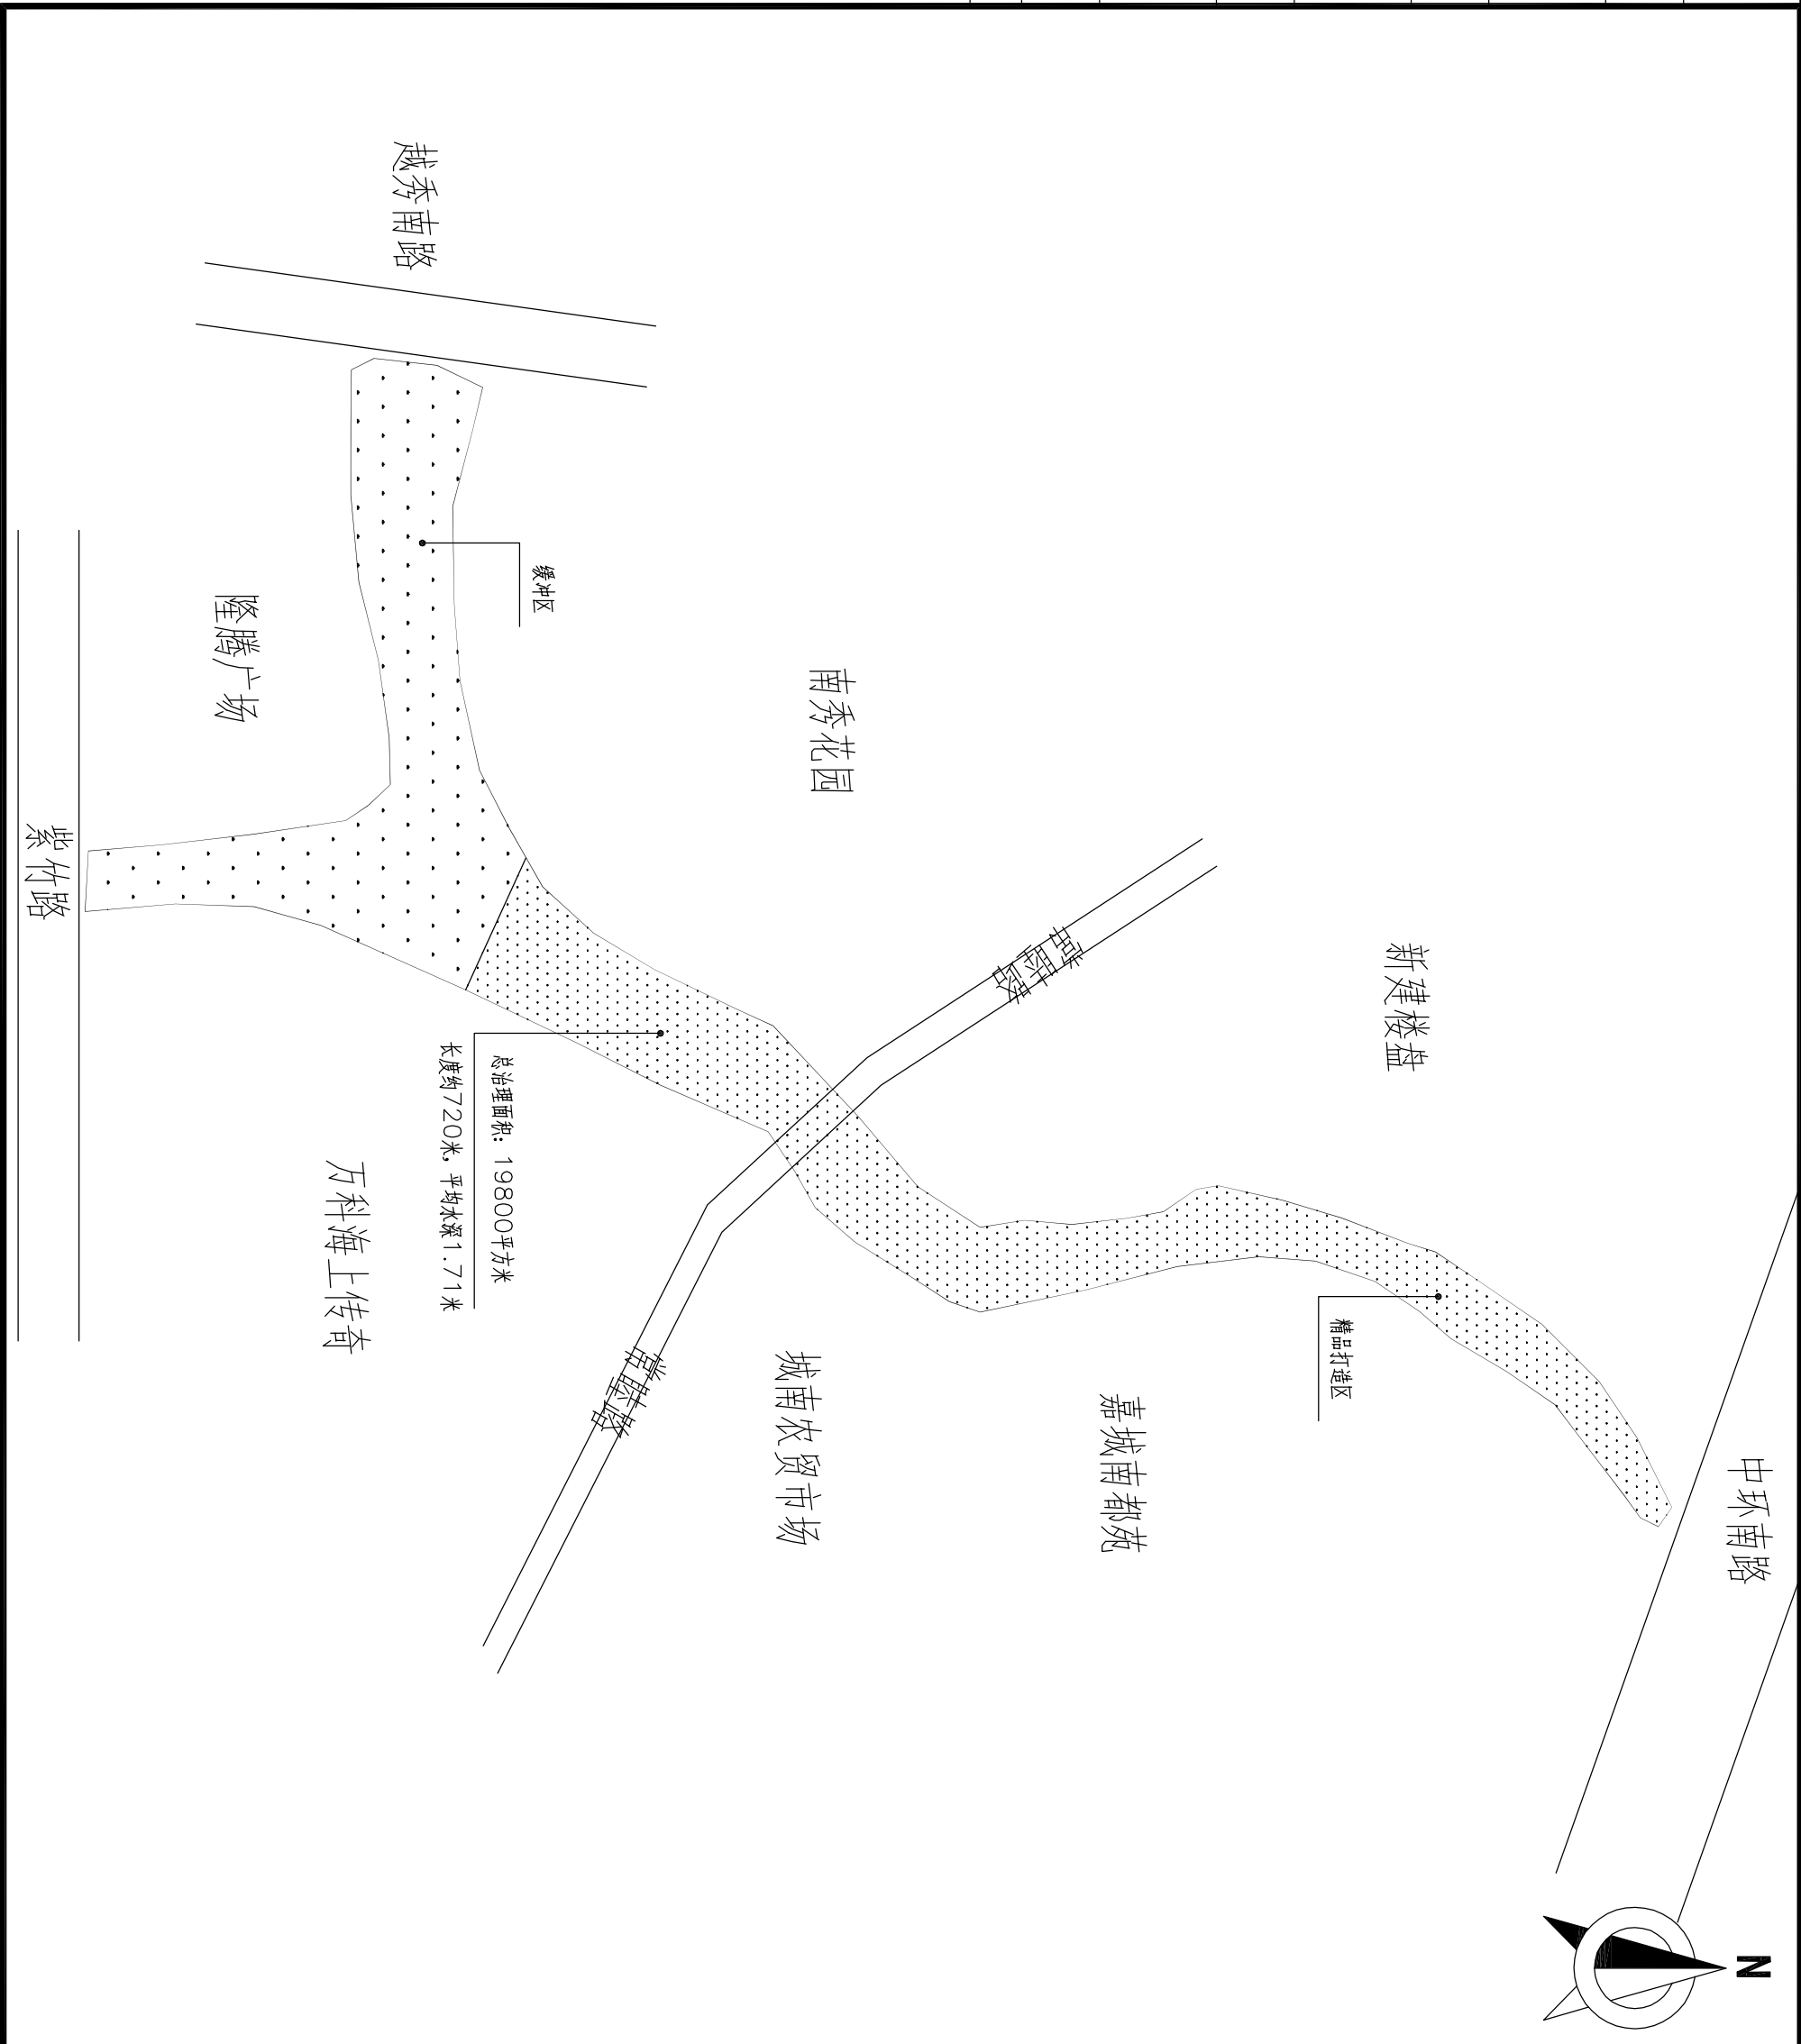 N
中环南路
新建楼盘
精品打造区
嘉城南都苑
南秀花园
城南农贸市场
常睦路
缓冲区
总治理面积：19800平方米
长度约720米，平均水深1.71米
越秀南路
万科海上传奇
隆腾广场
紫竹路